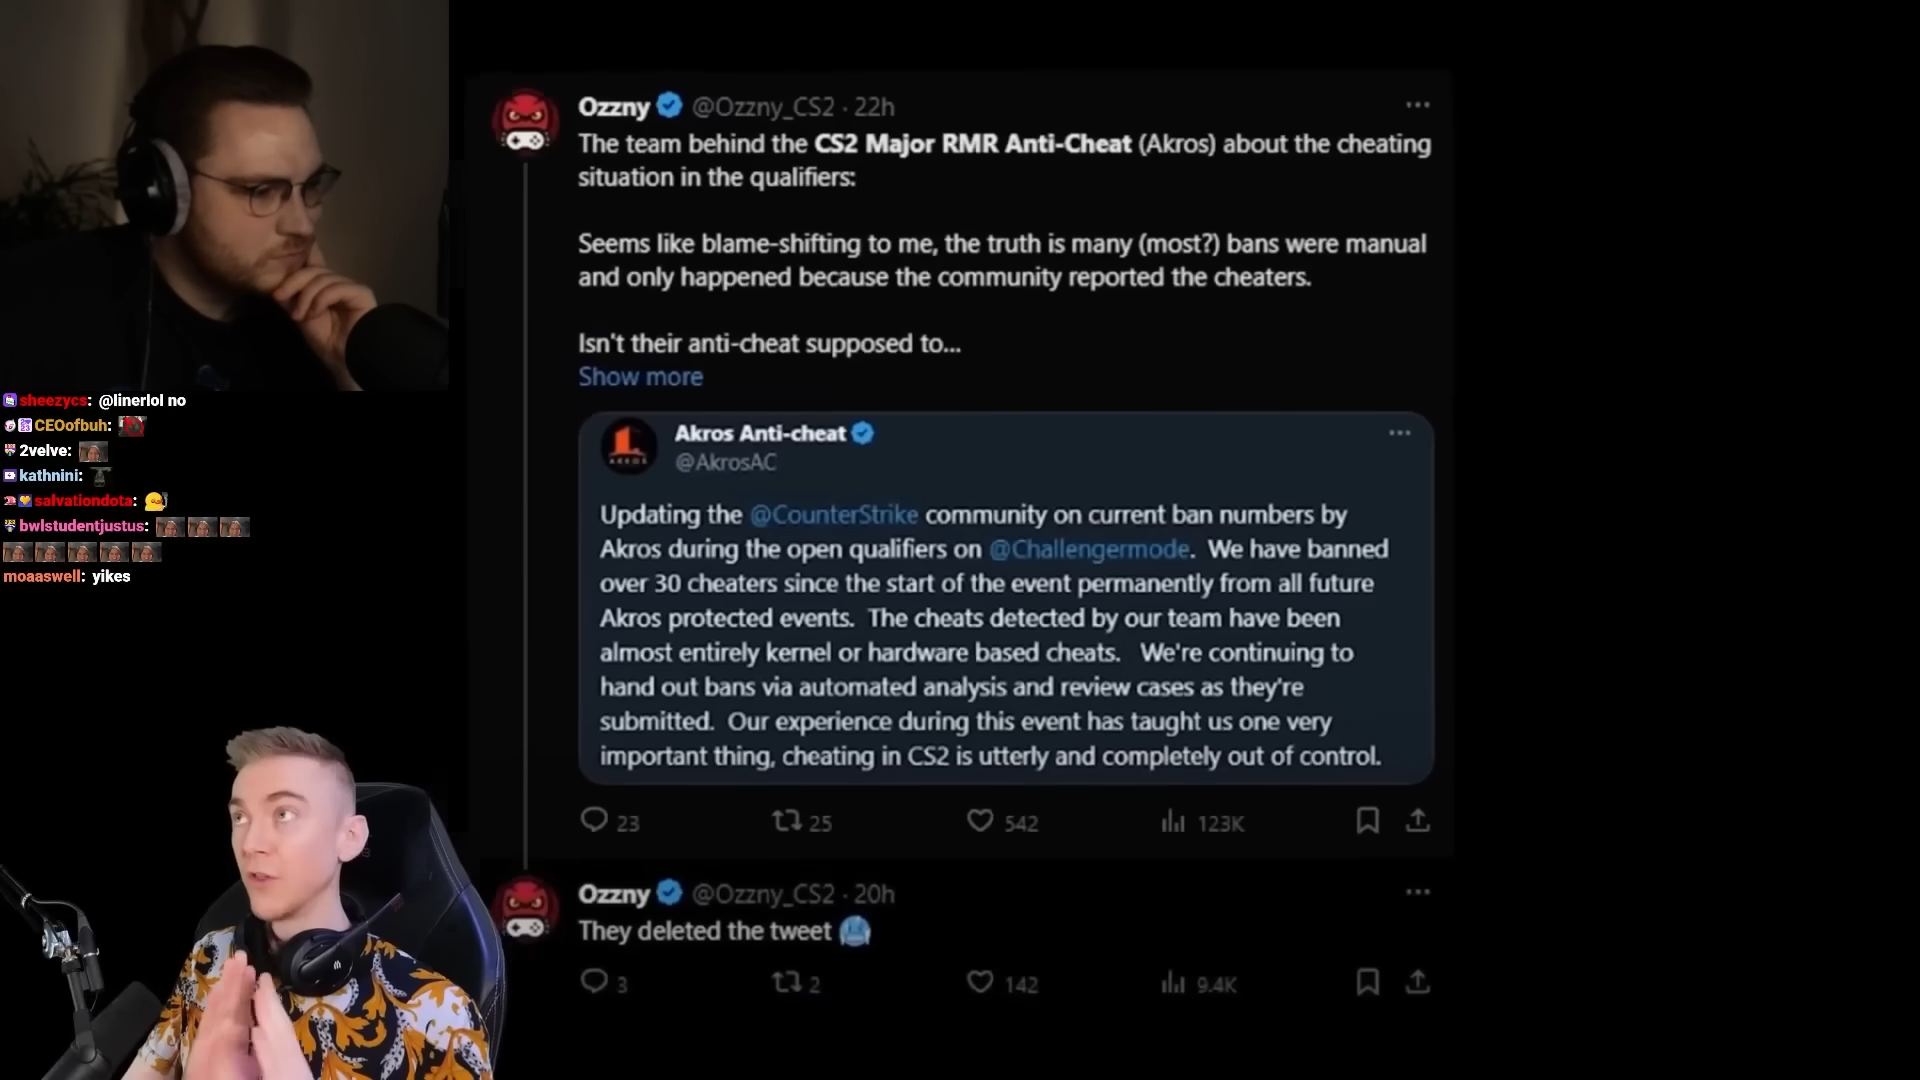 Ozzny @Ozzny_CS2 · 22h
The team behind the CS2 Major RMR Anti-Cheat (Akros) about the cheating
situation in the qualifiers:
Seems like blame-shifting to me, the truth is many (most?) bans were manual
and only happened because the community reported the cheaters.
Isn't their anti-cheat supposed to...
Show more
Akros Anti-cheat
@AkrosAC
Updating the @CounterStrike community on current ban numbers by
Akros during the open qualifiers on @Challengermode. We have banned
over 30 cheaters since the start of the event permanently from all future
Akros protected events. The cheats detected by our team have been
almost entirely kernel or hardware based cheats. We're continuing to
hand out bans via automated analysis and review cases as they're
submitted. Our experience during this event has taught us one very
important thing, cheating in CS2 is utterly and completely out of control.
23 25 542 123K
Ozzny @Ozzny_CS2 · 20h
They deleted the tweet
3 2 142 9.4K
sheezycs: @linerlol no
CEOofbuh:
2velve:
kathnini:
salvationdota:
bwlstudentjustus:
moaaswell: yikes